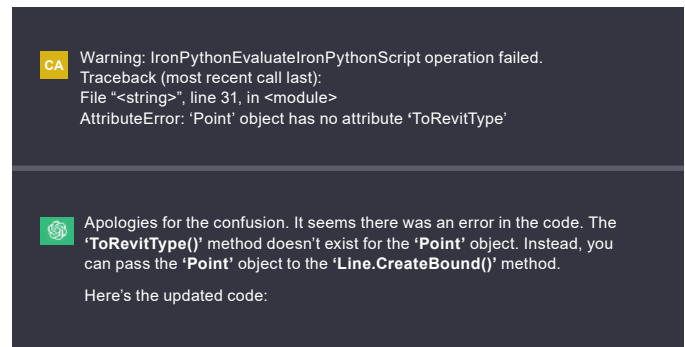 CA
Warning: IronPythonEvaluateIronPythonScript operation failed.
Traceback (most recent call last):
File “<string>”, line 31, in <module>
AttributeError: ‘Point’ object has no attribute ‘ToRevitType’
Apologies for the confusion. It seems there was an error in the code. The
‘ToRevitType()’ method doesn’t exist for the ‘Point’ object. Instead, you
can pass the ‘Point’ object to the ‘Line.CreateBound()’ method.
Here’s the updated code: